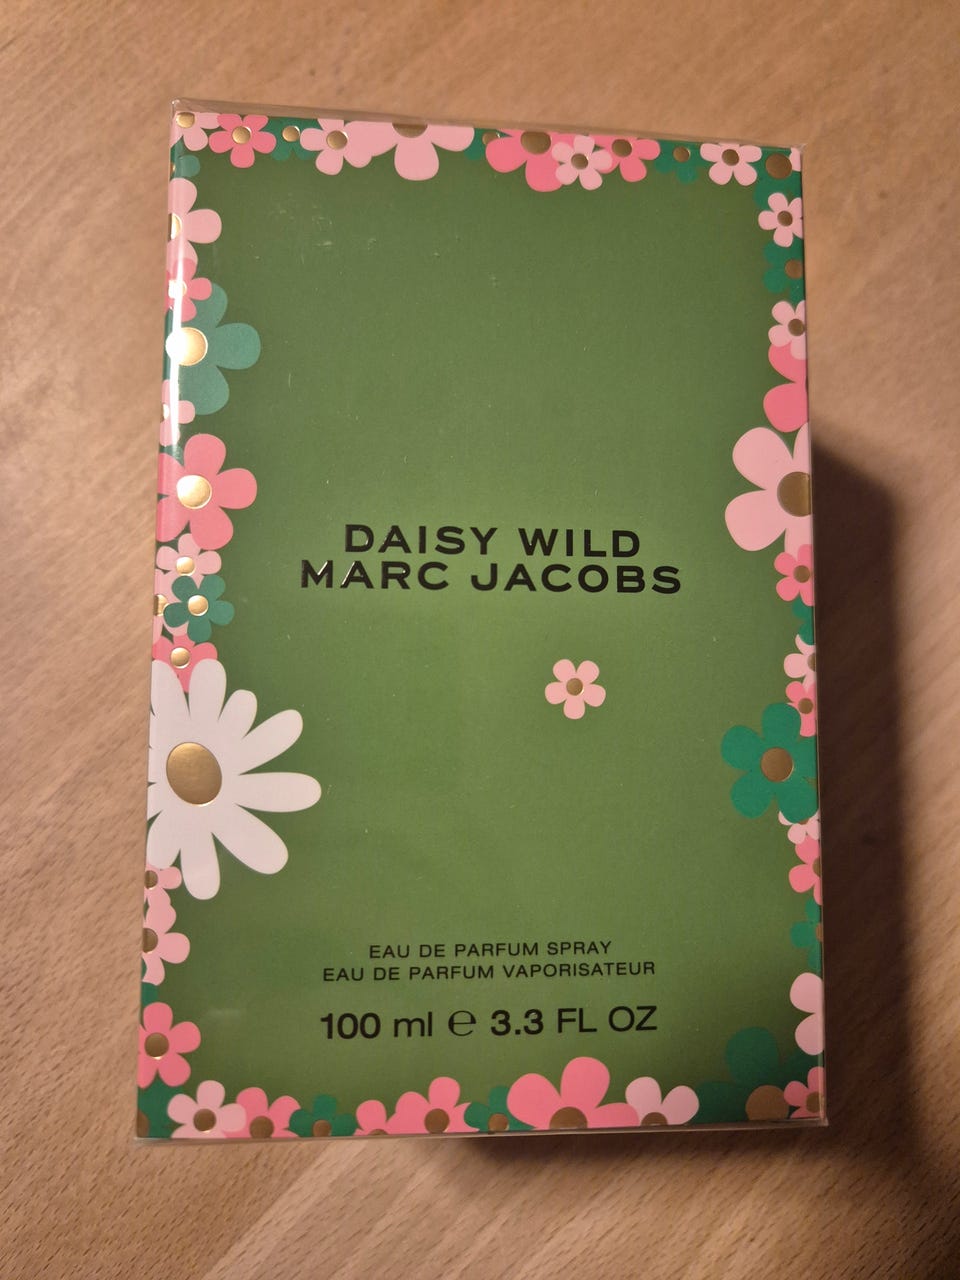 DAISY WILD
MARC JACOBS
EAU DE PARFUM SPRAY
EAU DE PARFUM VAPORISATEUR
100 ml ℮ 3.3 FL OZ